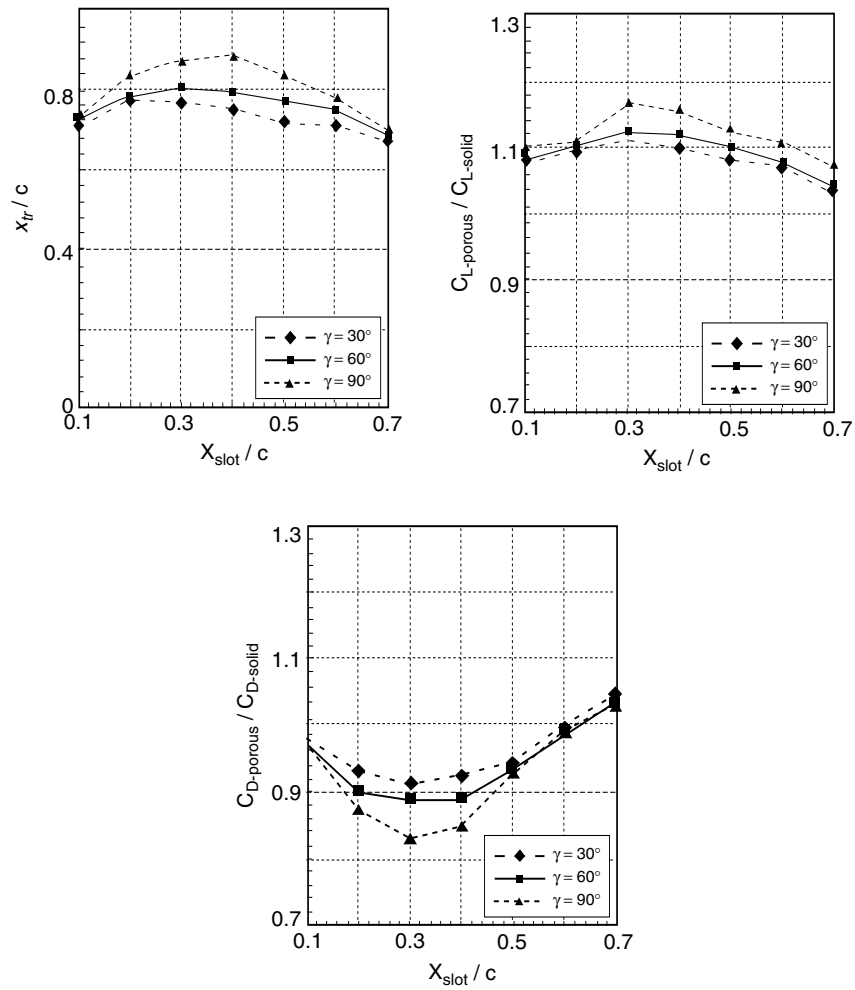 0.8
0.4
0
x_tr / c
0.1 0.3 0.5 0.7
X_slot / c
γ = 30°
γ = 60°
γ = 90°
1.3
1.1
0.9
0.7
C_L-porous / C_L-solid
0.1 0.3 0.5 0.7
X_slot / c
γ = 30°
γ = 60°
γ = 90°
1.3
1.1
0.9
0.7
C_D-porous / C_D-solid
0.1 0.3 0.5 0.7
X_slot / c
γ = 30°
γ = 60°
γ = 90°